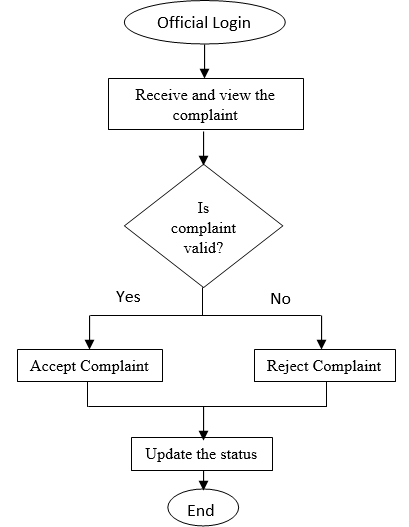 Official Login
Receive and view the
complaint
Is
complaint
valid?
Yes
No
Accept Complaint
Reject Complaint
Update the status
End